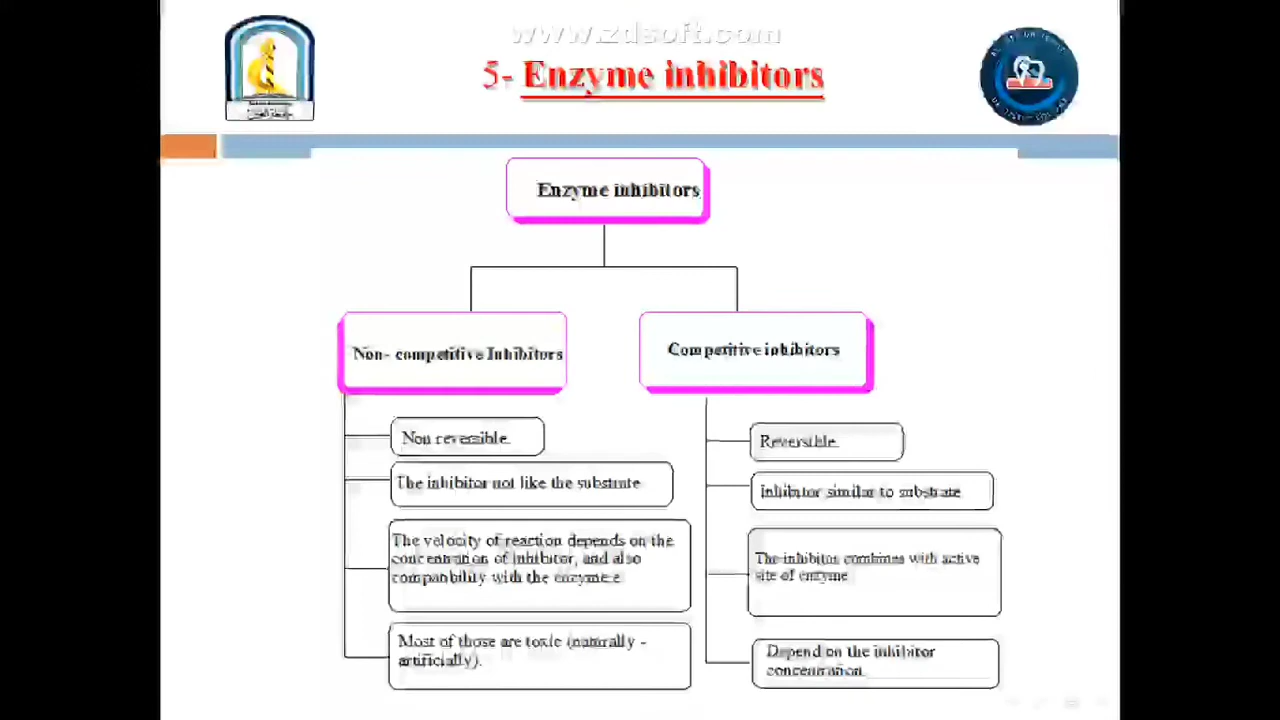 www.zdsoft.com
5- Enzyme inhibitors
Enzyme inhibitors
Non- competitive Inhibitors
Non reversible.
The inhibitor not like the substrate
The velocity of reaction depends on the
concentration of inhibitor, and also
compatibility with the enzyme.e
Most of those are toxic (naturally -
artificially).
Competitive inhibitors
Reversible.
Inhibitor similar to substrate
The inhibitor combines with active
site of enzyme
Depend on the inhibitor
concentration.